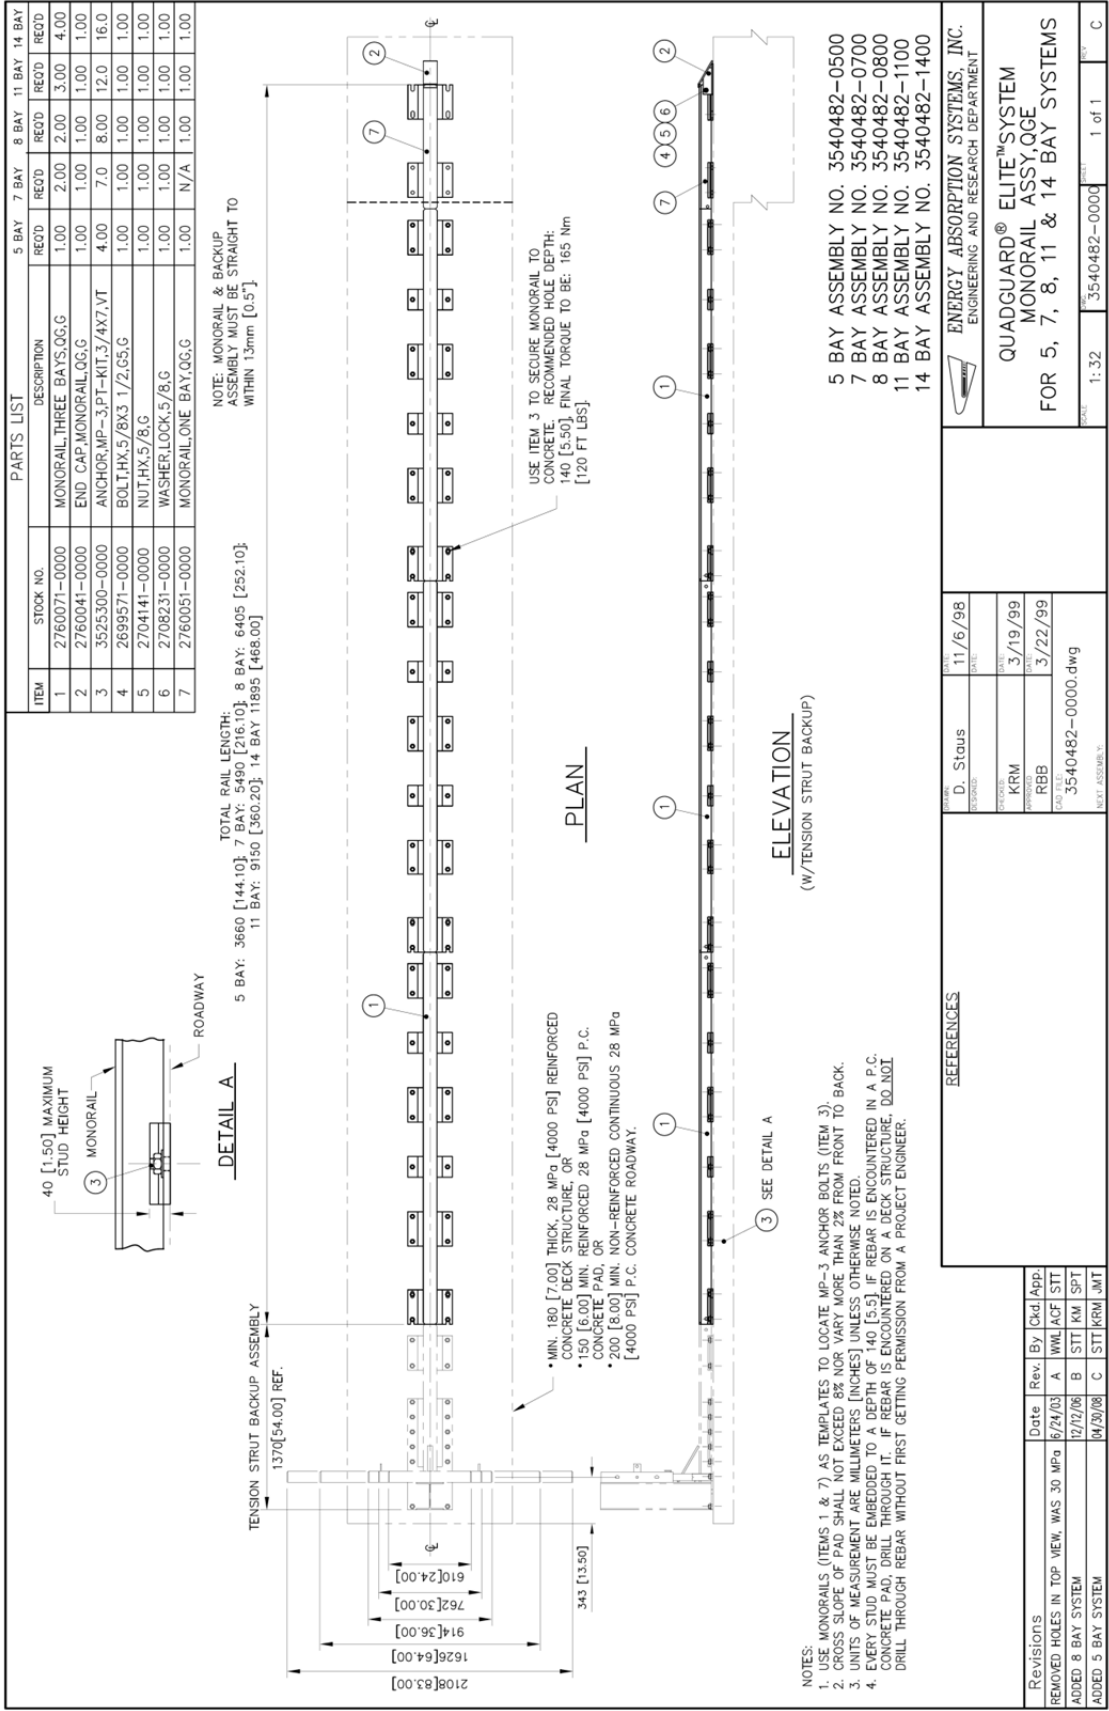 PARTS LIST
5 BAY 7 BAY 8 BAY 11 BAY 14 BAY
ITEM STOCK NO. DESCRIPTION REQ'D REQ'D REQ'D REQ'D REQ'D
1 2760071-0000 MONORAIL,THREE BAYS,QG,G 1.00 2.00 2.00 3.00 4.00
2 2760041-0000 END CAP,MONORAIL,QG,G 1.00 1.00 1.00 1.00 1.00
3 3525300-0000 ANCHOR,MP-3,PT-KIT,3/4X7,VT 4.00 7.0 8.00 12.0 16.0
4 2699571-0000 BOLT,HX,5/8X3 1/2,G5,G 1.00 1.00 1.00 1.00 1.00
5 2704141-0000 NUT,HX,5/8,G 1.00 1.00 1.00 1.00 1.00
6 2708231-0000 WASHER,LOCK,5/8,G 1.00 1.00 1.00 1.00 1.00
7 2760051-0000 MONORAIL,ONE BAY,QG,G 1.00 N/A 1.00 1.00 1.00
40 [1.50] MAXIMUM
STUD HEIGHT
3 MONORAIL
ROADWAY
DETAIL A
TOTAL RAIL LENGTH:
5 BAY: 3660 [144.10]; 7 BAY: 5490 [216.10]; 8 BAY: 6405 [252.10];
11 BAY: 9150 [360.20]; 14 BAY 11895 [468.00]
NOTE: MONORAIL & BACKUP
ASSEMBLY MUST BE STRAIGHT TO
WITHIN 13mm [0.5"].
TENSION STRUT BACKUP ASSEMBLY
1370[54.00] REF.
1
7
2
2108[83.00]
1626[64.00]
914[36.00]
762[30.00]
610[24.00]
343 [13.50]
• MIN. 180 [7.00] THICK, 28 MPa [4000 PSI] REINFORCED
CONCRETE DECK STRUCTURE, OR
• 150 [6.00] MIN. REINFORCED 28 MPa [4000 PSI] P.C.
CONCRETE PAD, OR
• 200 [8.00] MIN. NON-REINFORCED CONTINUOUS 28 MPa
[4000 PSI] P.C. CONCRETE ROADWAY.
PLAN
USE ITEM 3 TO SECURE MONORAIL TO
CONCRETE. RECOMMENDED HOLE DEPTH:
140 [5.50], FINAL TORQUE TO BE: 165 Nm
[120 FT LBS].
1
1
1
7
4 5 6
2
3 SEE DETAIL A
ELEVATION
(W/TENSION STRUT BACKUP)
NOTES:
1. USE MONORAILS (ITEMS 1 & 7) AS TEMPLATES TO LOCATE MP-3 ANCHOR BOLTS (ITEM 3).
2. CROSS SLOPE OF PAD SHALL NOT EXCEED 8% NOR VARY MORE THAN 2% FROM FRONT TO BACK.
3. UNITS OF MEASUREMENT ARE MILLIMETERS [INCHES] UNLESS OTHERWISE NOTED.
4. EVERY STUD MUST BE EMBEDDED TO A DEPTH OF 140 [5.5]. IF REBAR IS ENCOUNTERED IN A P.C.
CONCRETE PAD, DRILL THROUGH IT. IF REBAR IS ENCOUNTERED ON A DECK STRUCTURE, DO NOT
DRILL THROUGH REBAR WITHOUT FIRST GETTING PERMISSION FROM A PROJECT ENGINEER.
5 BAY ASSEMBLY NO. 3540482-0500
7 BAY ASSEMBLY NO. 3540482-0700
8 BAY ASSEMBLY NO. 3540482-0800
11 BAY ASSEMBLY NO. 3540482-1100
14 BAY ASSEMBLY NO. 3540482-1400
Revisions Date Rev. By Ckd. App.
REMOVED HOLES IN TOP VIEW, WAS 30 MPa 6/24/03 A WWL ACF STT
ADDED 8 BAY SYSTEM 12/12/06 B STT KM SPT
ADDED 5 BAY SYSTEM 04/30/08 C STT KRM JMT
REFERENCES
DRAWN: D. Staus DATE: 11/6/98
DESIGNED: DATE:
CHECKED: KRM DATE: 3/19/99
APPROVED: RBB DATE: 3/22/99
CAD FILE: 3540482-0000.dwg
NEXT ASSEMBLY:
ENERGY ABSORPTION SYSTEMS, INC.
ENGINEERING AND RESEARCH DEPARTMENT
QUADGUARD® ELITE™SYSTEM
MONORAIL ASSY,QGE
FOR 5, 7, 8, 11 & 14 BAY SYSTEMS
SCALE 1:32 DWG. 3540482-0000 SHEET 1 of 1 REV. C